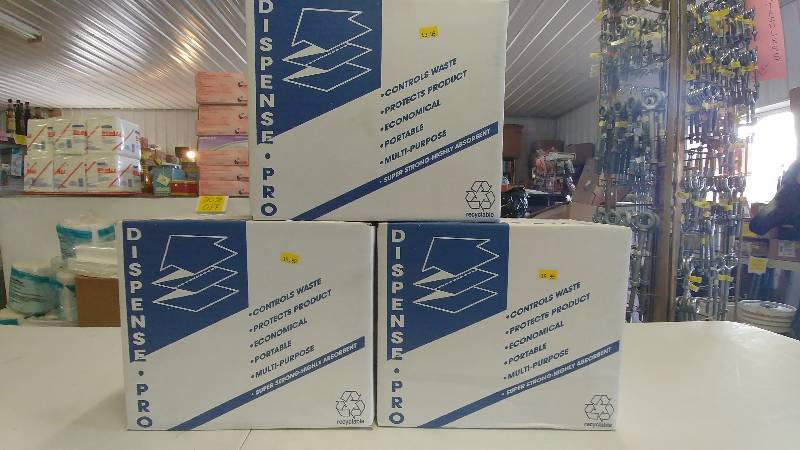 DISPENSE • PRO
• CONTROLS WASTE
• PROTECTS PRODUCT
• ECONOMICAL
• PORTABLE
• MULTI-PURPOSE
• SUPER STRONG-HIGHLY ABSORBENT
recyclable
20% OFF
DISPENSE • PRO
• CONTROLS WASTE
• PROTECTS PRODUCT
• ECONOMICAL
• PORTABLE
• MULTI-PURPOSE
• SUPER STRONG-HIGHLY ABSORBENT
recyclable
DISPENSE • PRO
• CONTROLS WASTE
• PROTECTS PRODUCT
• ECONOMICAL
• PORTABLE
• MULTI-PURPOSE
• SUPER STRONG-HIGHLY ABSORBENT
recyclable